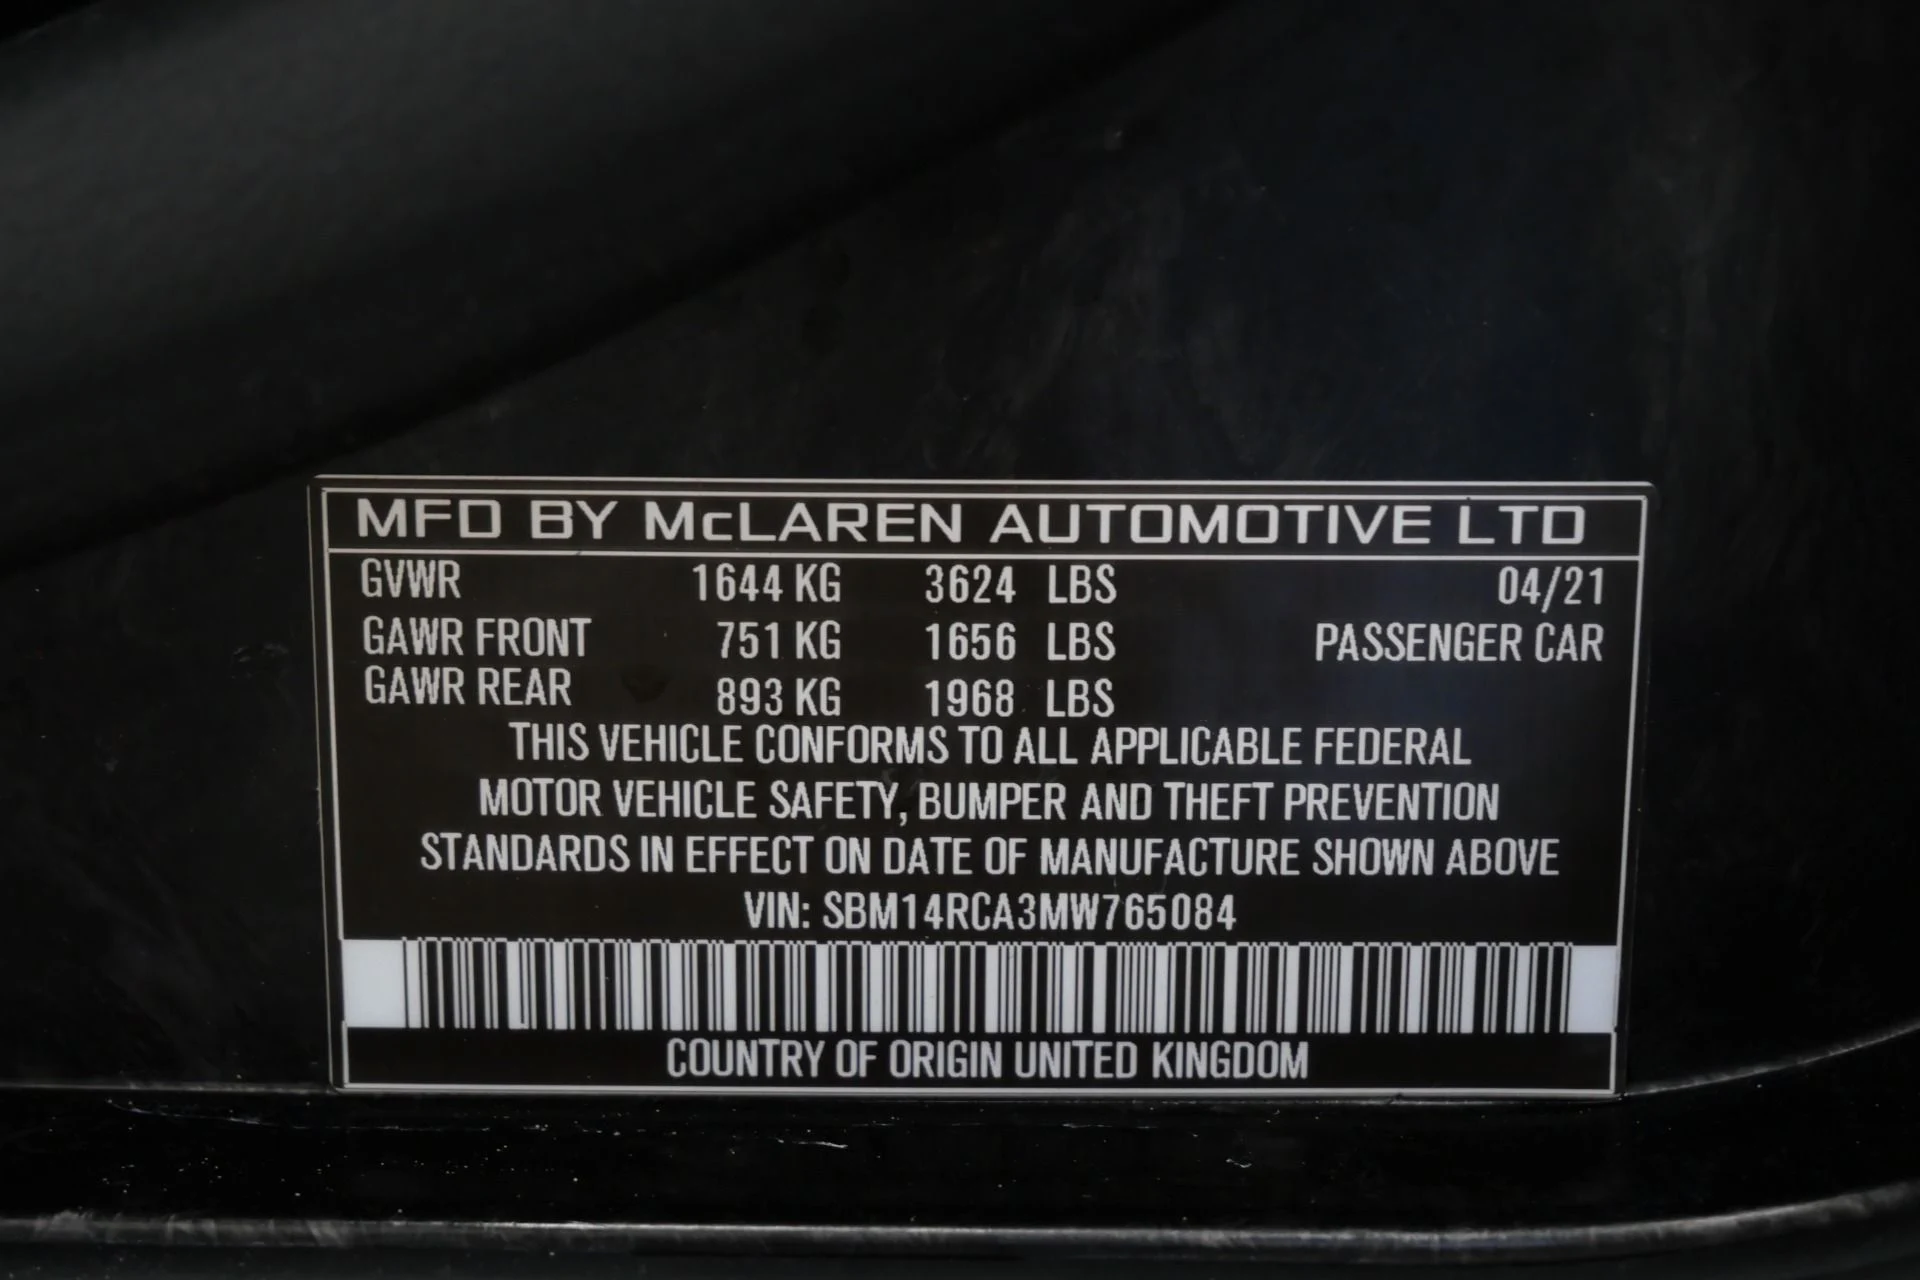 MFD BY McLAREN AUTOMOTIVE LTD
GVWR 1644 KG 3624 LBS 04/21
GAWR FRONT 751 KG 1656 LBS PASSENGER CAR
GAWR REAR 893 KG 1968 LBS
THIS VEHICLE CONFORMS TO ALL APPLICABLE FEDERAL
MOTOR VEHICLE SAFETY, BUMPER AND THEFT PREVENTION
STANDARDS IN EFFECT ON DATE OF MANUFACTURE SHOWN ABOVE
VIN: SBM14RCA3MW765084
COUNTRY OF ORIGIN UNITED KINGDOM